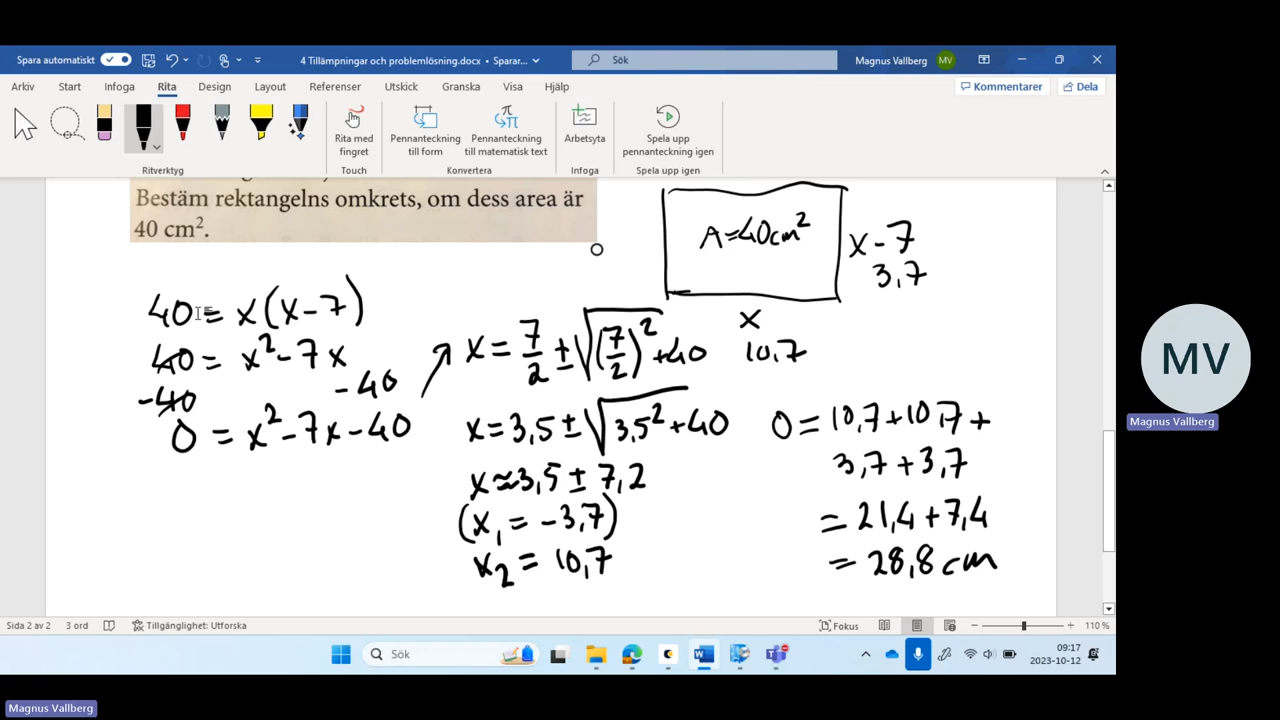 Spara automatiskt
4 Tillämpningar och problemlösning.docx • Sparar...
Sök
Magnus Vallberg
MV
Arkiv Start Infoga Rita Design Layout Referenser Utskick Granska Visa Hjälp
Kommentarer
Dela
Rita med fingret
Pennanteckning till form
Pennanteckning till matematisk text
Arbetsyta
Spela upp pennanteckning igen
Ritverktyg
Touch
Konvertera
Infoga
Spela upp igen
Bestäm rektangelns omkrets, om dess area är
40 cm².
A=40cm²
x-7
3,7
x
10,7
40 = x(x-7)
40 = x²-7x
-40
-40
0 = x²-7x-40
x = 7/2 ± √(7/2)²+40
x = 3,5 ± √3,5²+40
x ≈ 3,5 ± 7,2
(x₁ = -3,7)
x₂ = 10,7
O = 10,7+10,7+
3,7+3,7
= 21,4+7,4
= 28,8 cm
MV
Magnus Vallberg
Sida 2 av 2 3 ord Tillgänglighet: Utforska
Fokus
110 %
Sök
09:17
2023-10-12
Magnus Vallberg